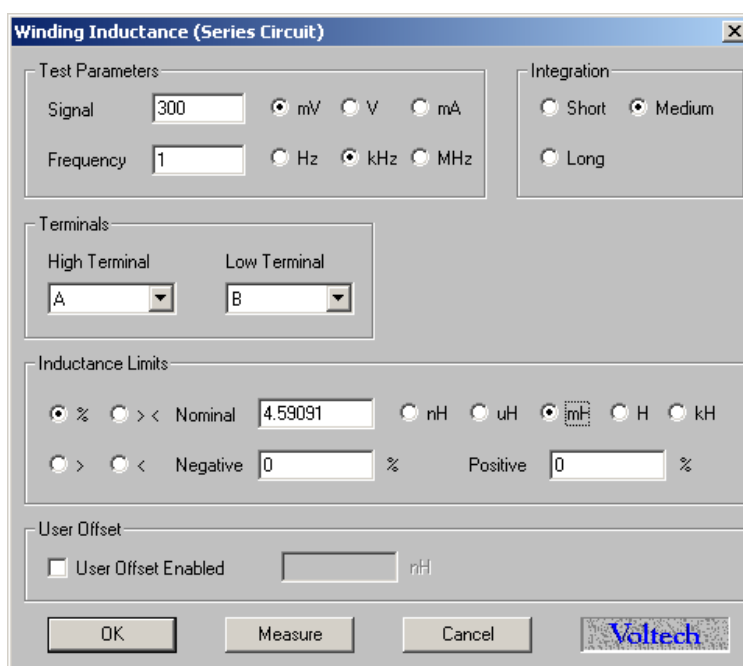 Winding Inductance (Series Circuit)
Test Parameters
Signal 300 mV V mA
Frequency 1 Hz kHz MHz
Integration
Short Medium
Long
Terminals
High Terminal Low Terminal
A B
Inductance Limits
% > < Nominal 4.59091 nH uH mH H kH
> < Negative 0 % Positive 0 %
User Offset
User Offset Enabled nH
OK Measure Cancel Voltech